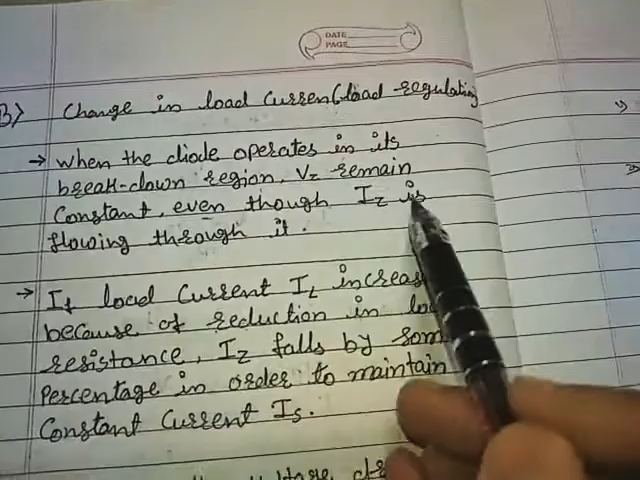 DATE
PAGE
B) Change in load Current(load regulating
→ When the diode operates in its
break-down region, Vz remain
Constant, even though Iz is
flowing through it.
→ If load Current IL increas
because of reduction in lo
resistance, Iz falls by som
Percentage in order to maintain
Constant Current Is.